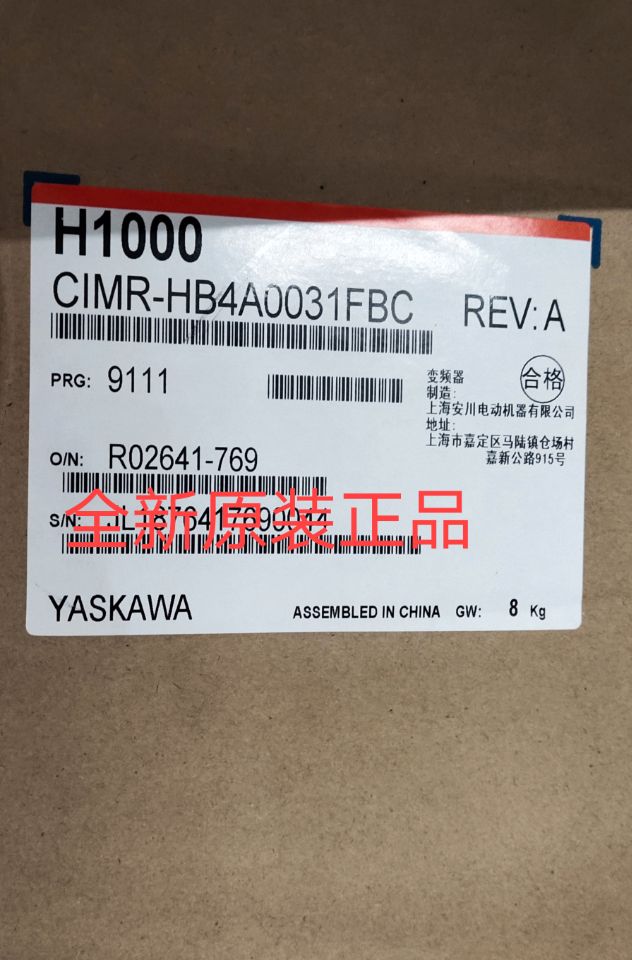 H1000
CIMR-HB4A0031FBC REV: A
PRG: 9111
变频器
合格
制造:
上海安川电动机器有限公司
地址:
上海市嘉定区马陆镇仓场村
嘉新公路915号
O/N: R02641-769
S/N:
全新原装正品
YASKAWA ASSEMBLED IN CHINA GW: 8 Kg